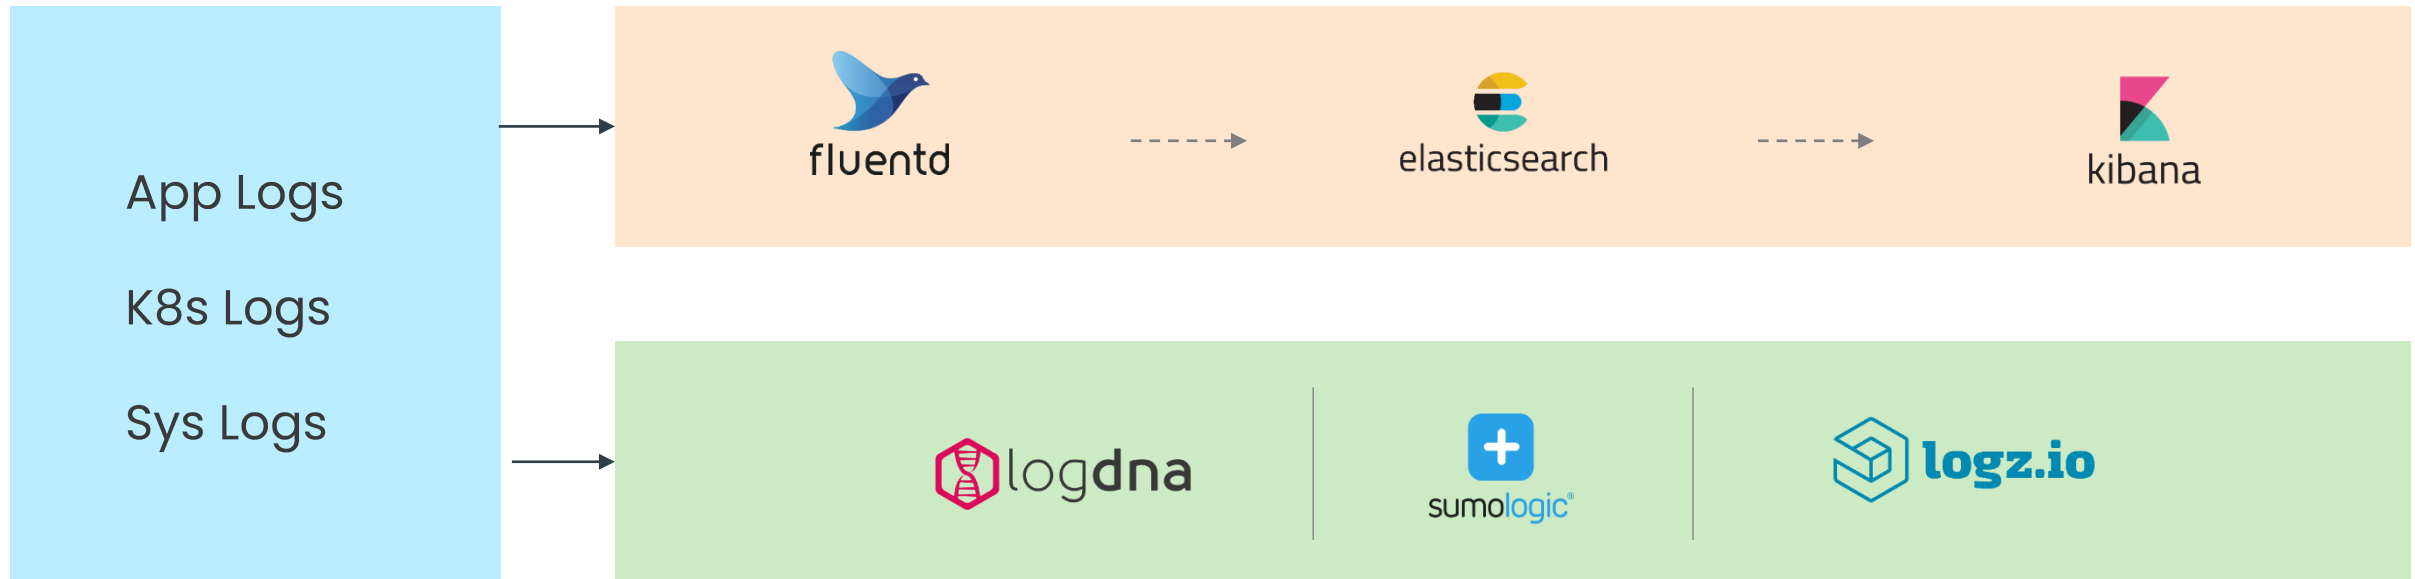 App Logs
K8s Logs
Sys Logs
fluentd
elasticsearch
kibana
logdna
sumologic®
logz.io